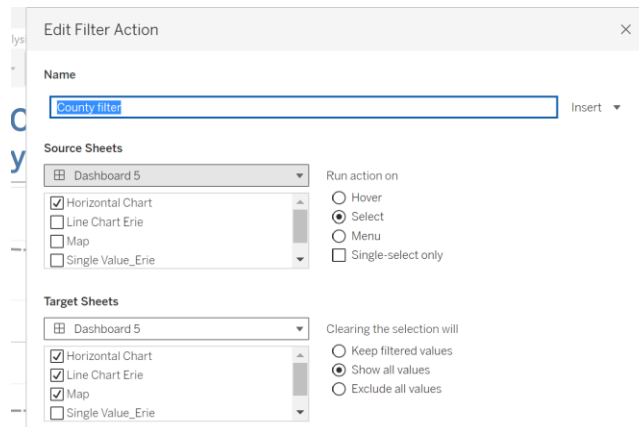 Edit Filter Action
lys
Name
County filter
Insert
Source Sheets
Dashboard 5
Run action on
Horizontal Chart
Line Chart Erie
Map
Single Value_Erie
Hover
Select
Menu
Single-select only
Target Sheets
Dashboard 5
Clearing the selection will
Horizontal Chart
Line Chart Erie
Map
Single Value_Erie
Keep filtered values
Show all values
Exclude all values